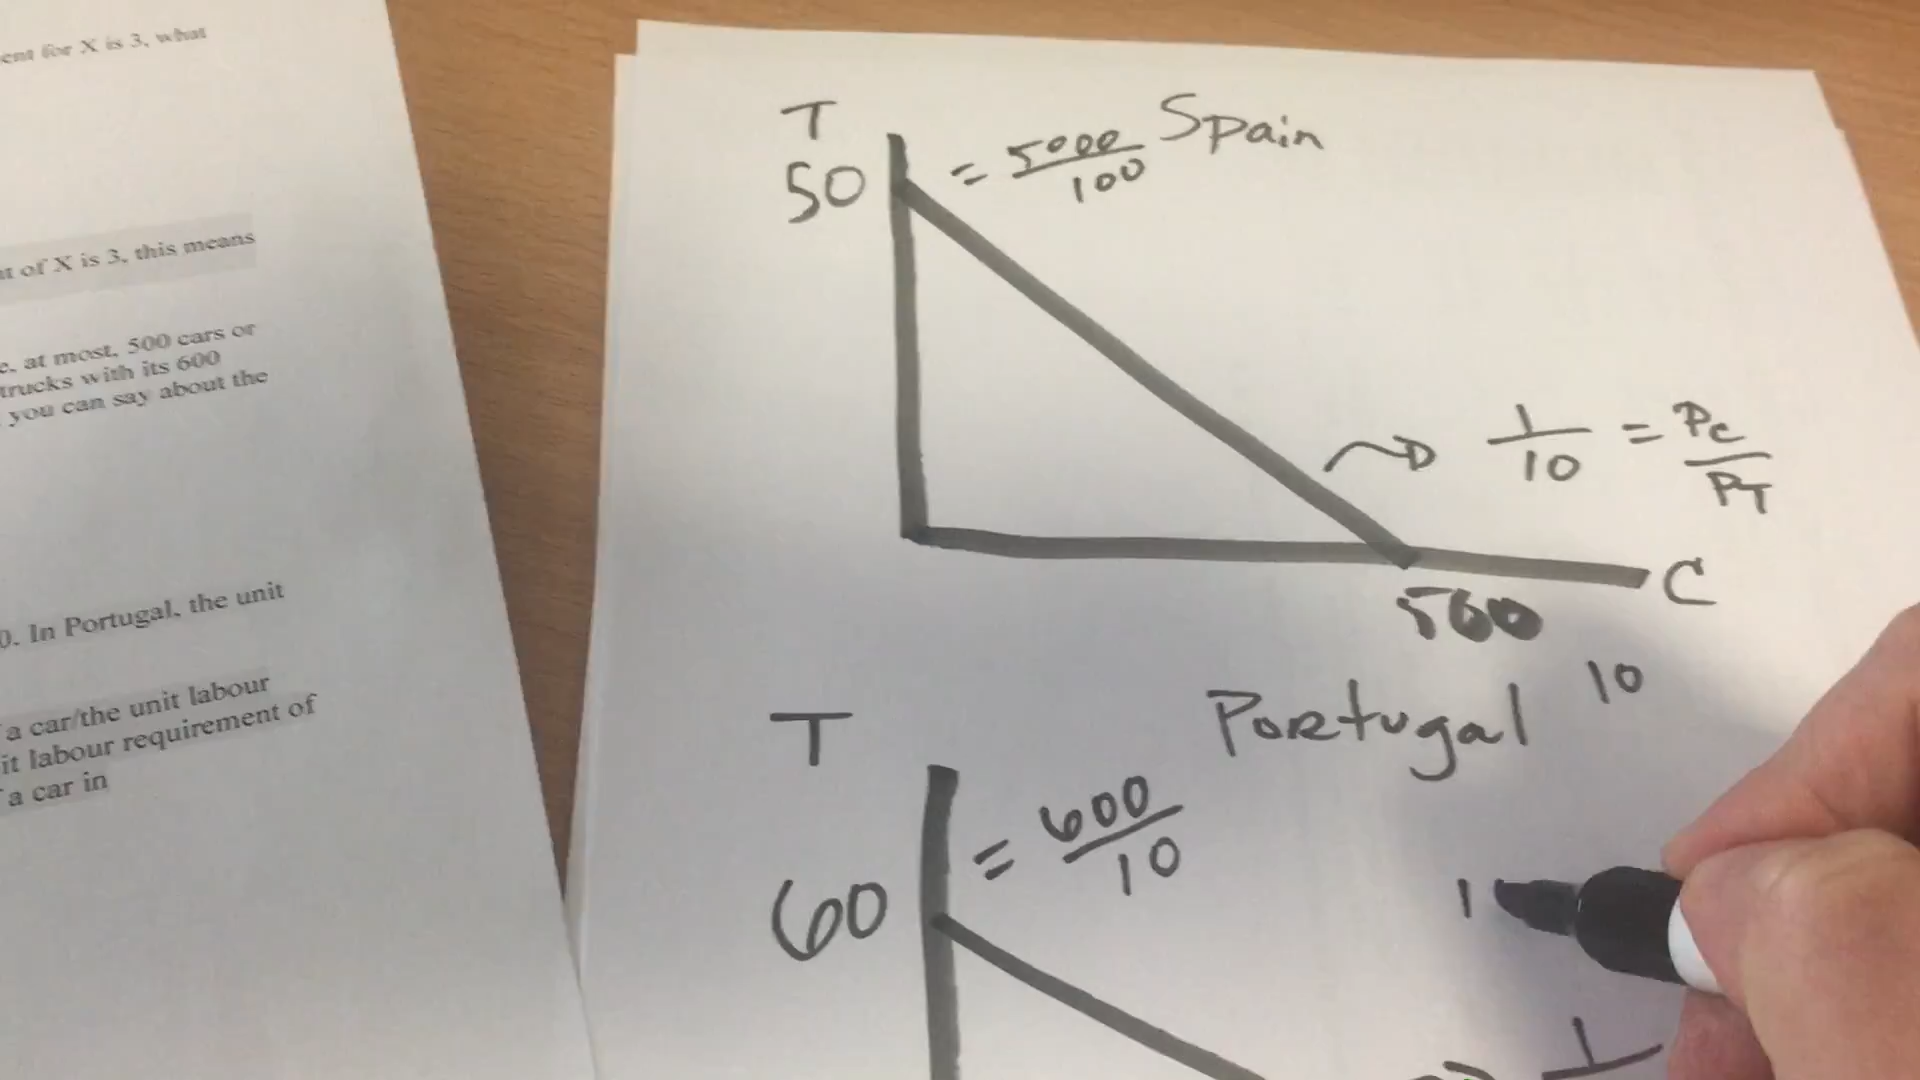 ent for X is 3, what
nt of X is 3, this means
e, at most, 500 cars or
trucks with its 600
you can say about the
0. In Portugal, the unit
a car/the unit labour
it labour requirement of
a car in
T
50 = 5000/100 Spain
1/10 = Pc/PT
C
500
10
T Portugal
60 = 600/10
1
1